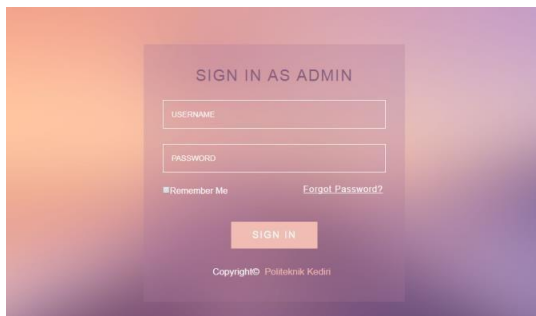 SIGN IN AS ADMIN
USERNAME
PASSWORD
Remember Me Forgot Password?
SIGN IN
Copyright© Politeknik Kediri